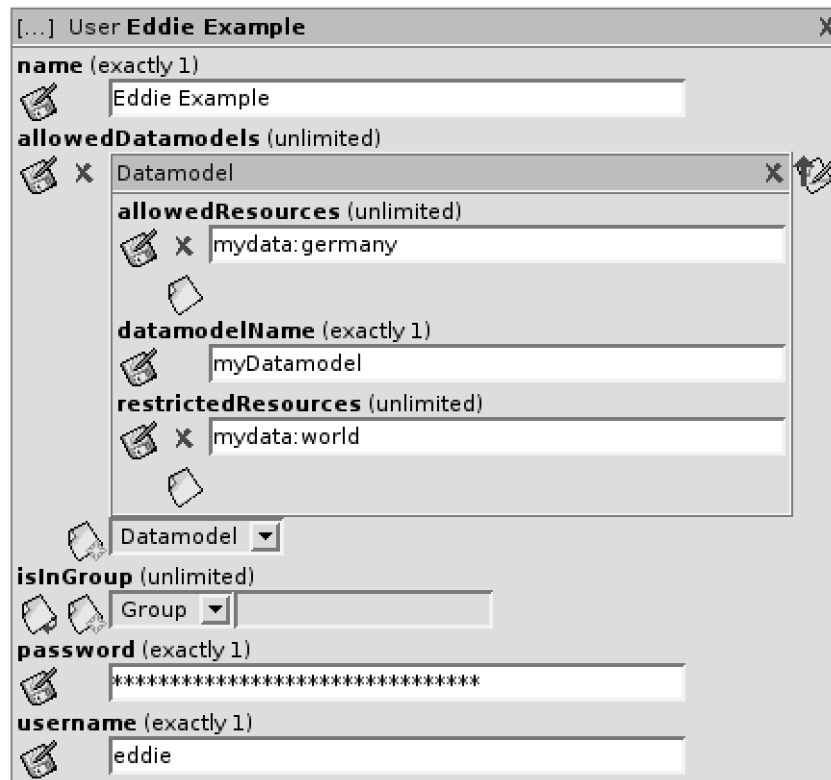 [...] User Eddie Example
name (exactly 1)
Eddie Example
allowedDatamodels (unlimited)
Datamodel
allowedResources (unlimited)
mydata:germany
datamodelName (exactly 1)
myDatamodel
restrictedResources (unlimited)
mydata:world
Datamodel
isInGroup (unlimited)
Group
password (exactly 1)
********************************
username (exactly 1)
eddie